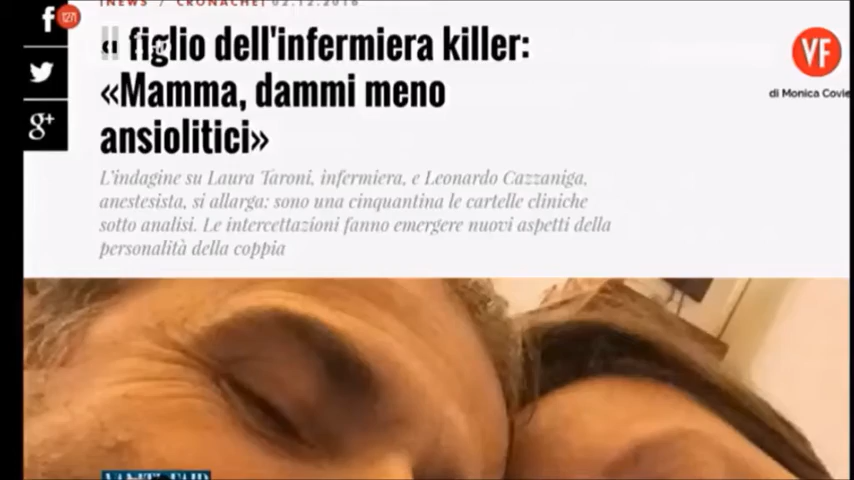 NEWS / CRONACHE| 02.12.2016
1271
figlio dell'infermiera killer:
«Mamma, dammi meno
ansiolitici»
L'indagine su Laura Taroni, infermiera, e Leonardo Cazzaniga,
anestesista, si allarga: sono una cinquantina le cartelle cliniche
sotto analisi. Le intercettazioni fanno emergere nuovi aspetti della
personalità della coppia
VF
di Monica Covie